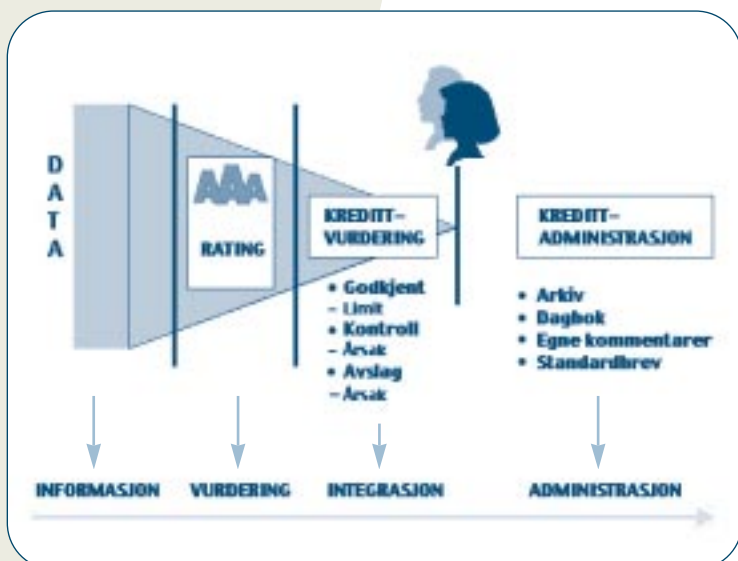 DATA
AAA
RATING
KREDITT–
VURDERING
• Godkjent
– Limit
• Kontroll
– Årsak
• Avslag
– Årsak
KREDITT–
ADMINISTRASJON
• Arkiv
• Dagbok
• Egne kommentarer
• Standardbrev
INFORMASJON
VURDERING
INTEGRASJON
ADMINISTRASJON